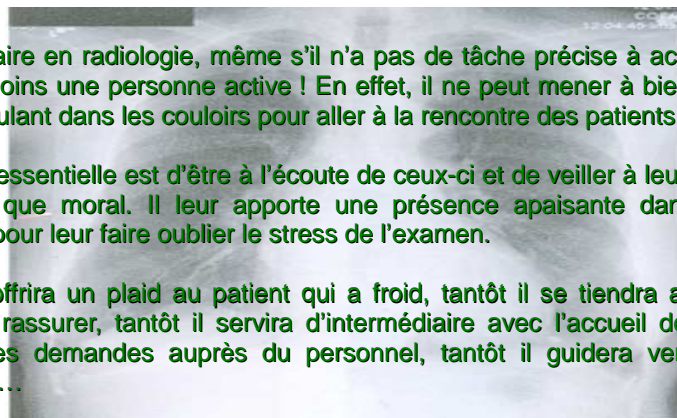 aire en radiologie, même s'il n'a pas de tâche précise à ac
oins une personne active ! En effet, il ne peut mener à bie
ulant dans les couloirs pour aller à la rencontre des patients
essentielle est d'être à l'écoute de ceux-ci et de veiller à leu
que moral. Il leur apporte une présence apaisante dan
pour leur faire oublier le stress de l'examen.
offrira un plaid au patient qui a froid, tantôt il se tiendra a
rassurer, tantôt il servira d'intermédiaire avec l'accueil de
es demandes auprès du personnel, tantôt il guidera ver
…